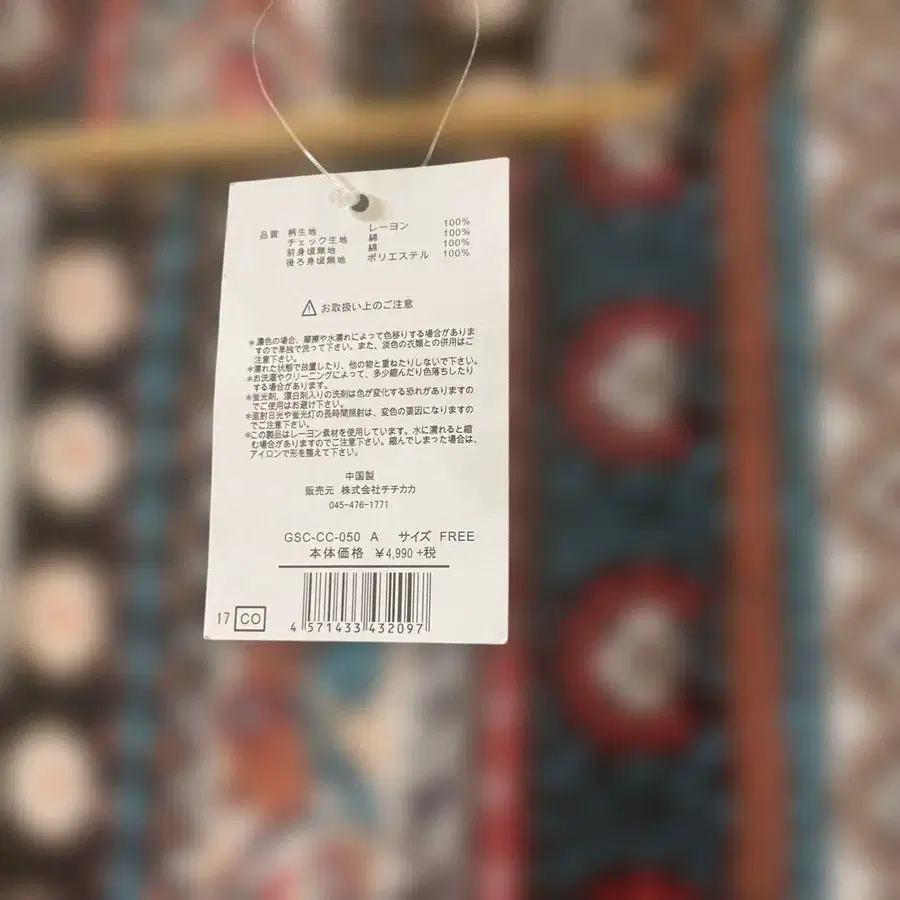 品質 柄生地 レーヨン 100%
チェック生地 綿 100%
前身頃無地 綿 100%
後ろ身頃無地 ポリエステル 100%
お取扱い上のご注意
*濃色の場合、摩擦や水濡れによって色移りする場合がありま
すので単独で洗って下さい。また、淡色の衣類との併用はご
注意下さい。
*濡れた状態で放置したり、他の物と重ねたりしないで下さい。
*お洗濯やクリーニングによって、多少縮んだり色落ちしたり
する場合があります。
*蛍光剤、漂白剤入りの洗剤は色が変化する恐れがありますの
でご使用はお避け下さい。
*直射日光や蛍光灯の長時間照射は、変色の要因になりますの
でご注意下さい。
*この製品はレーヨン素材を使用しています。水に濡れると縮
む場合がありますのでご注意下さい。縮んでしまった場合は、
アイロンで形を整えて下さい。
中国製
販売元 株式会社チチカカ
045-476-1771
GSC-CC-050 A サイズ FREE
本体価格 ¥4,990+税
17 CO
4 571433 432097